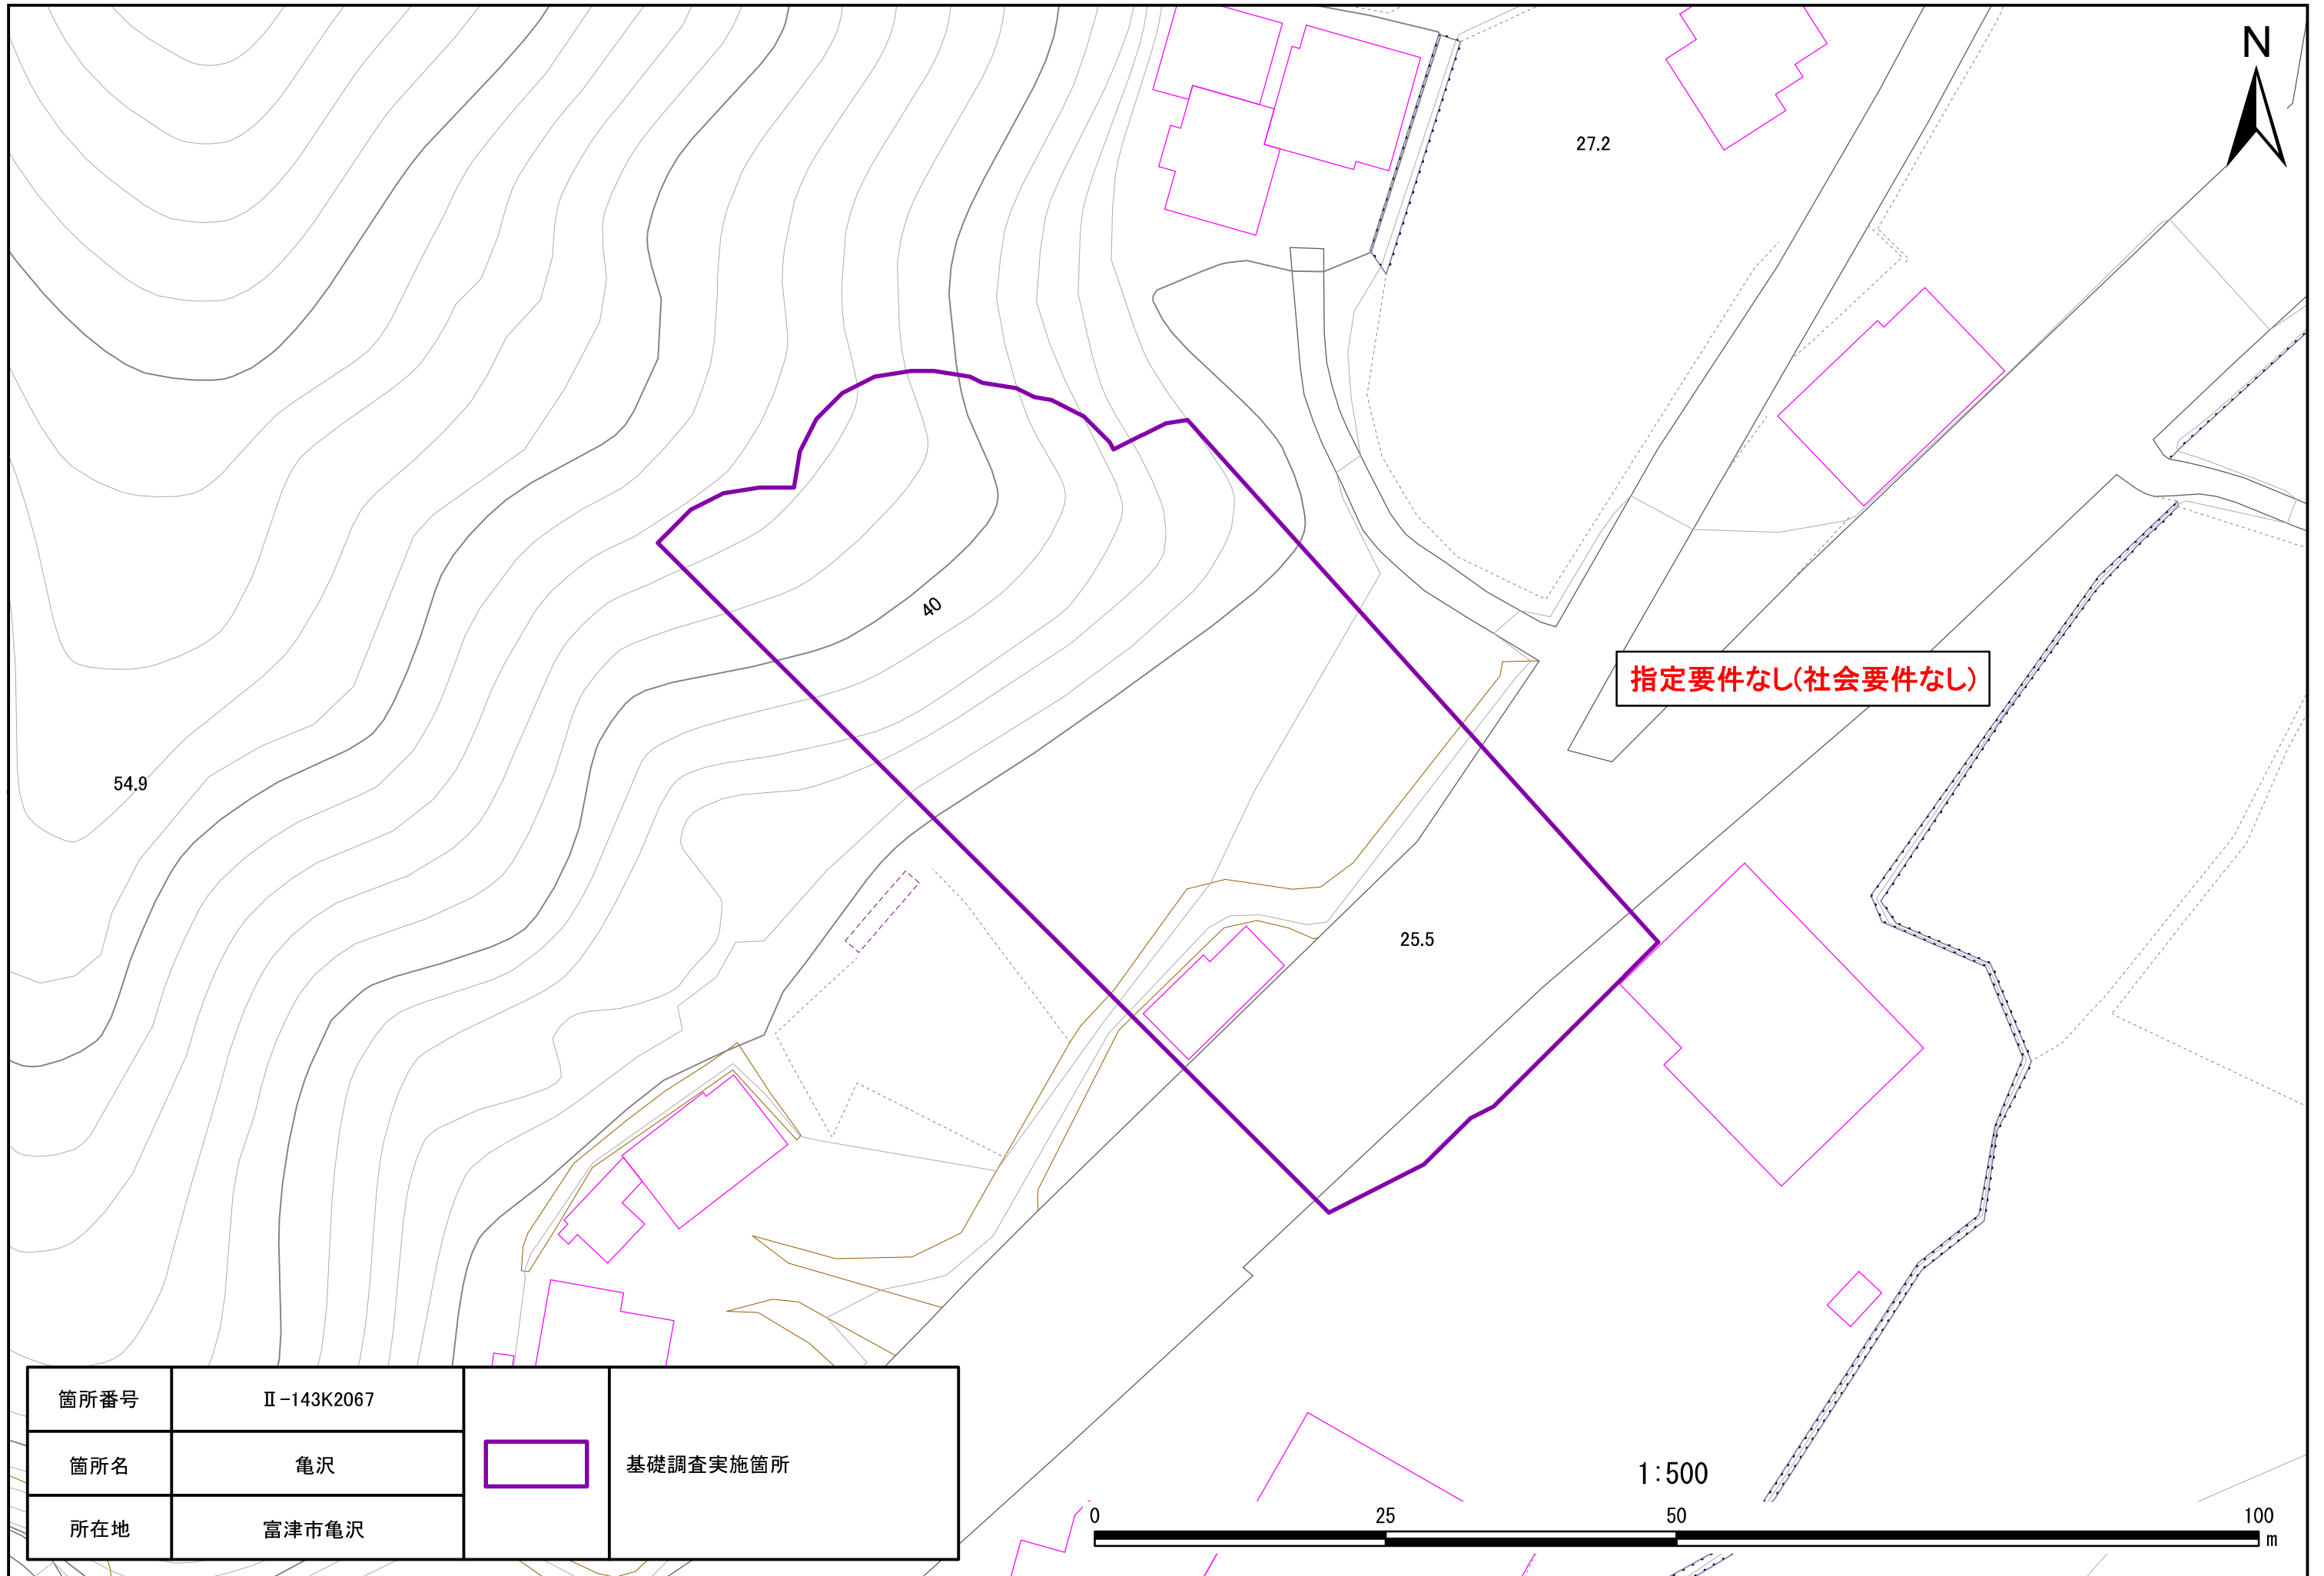 N
27.2
40
指定要件なし(社会要件なし)
54.9
25.5
箇所番号 Ⅱ-143K2067
箇所名 亀沢
所在地 富津市亀沢
基礎調査実施箇所
1:500
0 25 50 100
m